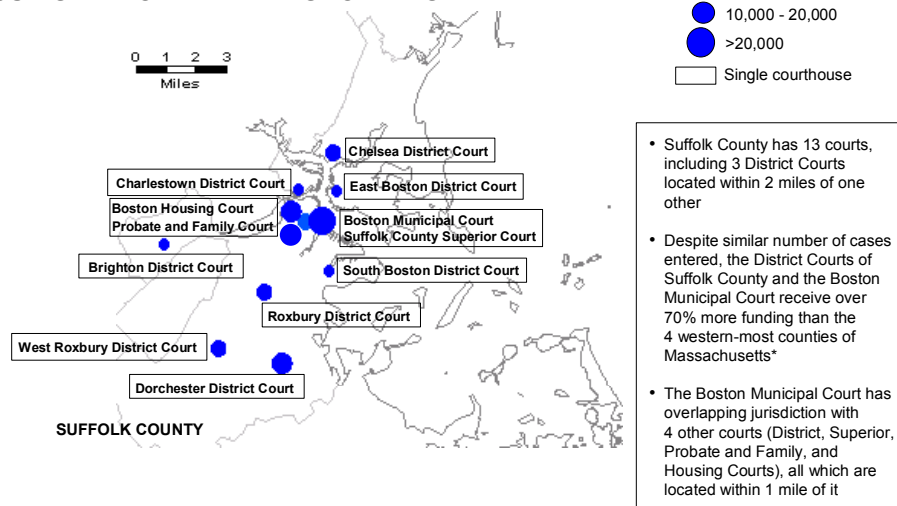 10,000 - 20,000
>20,000
Single courthouse
0 1 2 3
Miles
Chelsea District Court
Charlestown District Court
East Boston District Court
Boston Housing Court
Probate and Family Court
Boston Municipal Court
Suffolk County Superior Court
Brighton District Court
South Boston District Court
Roxbury District Court
West Roxbury District Court
Dorchester District Court
SUFFOLK COUNTY
• Suffolk County has 13 courts,
including 3 District Courts
located within 2 miles of one
other
• Despite similar number of cases
entered, the District Courts of
Suffolk County and the Boston
Municipal Court receive over
70% more funding than the
4 western-most counties of
Massachusetts*
• The Boston Municipal Court has
overlapping jurisdiction with
4 other courts (District, Superior,
Probate and Family, and
Housing Courts), all which are
located within 1 mile of it